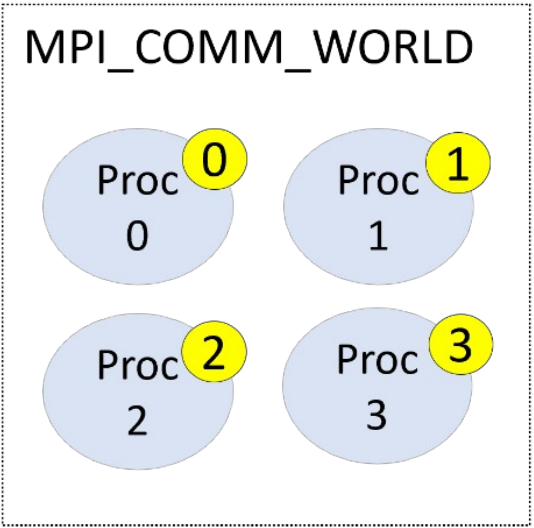 MPI_COMM_WORLD
Proc 0
0
Proc 1
1
Proc 2
2
Proc 3
3